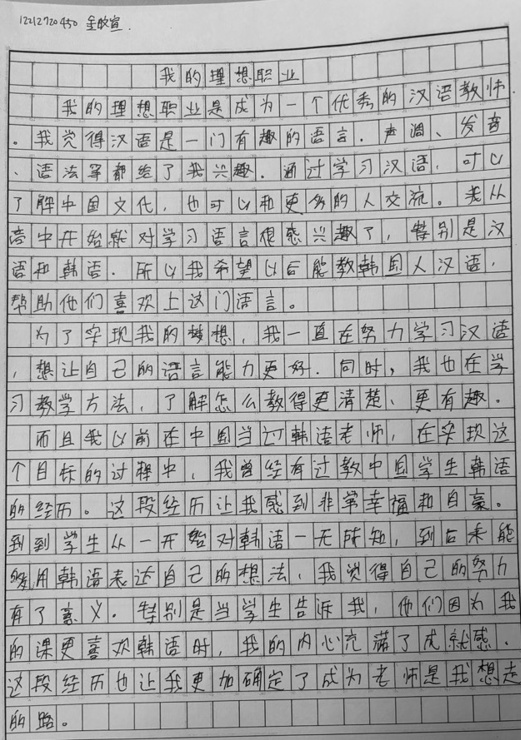 12212720450 金旼宣.
我的理想职业
我的理想职业是成为一个优秀的汉语教师
。我觉得汉语是一门有趣的语言．声调、发音
、语法等都给了我兴趣．通过学习汉语，可以
了解中国文化，也可以和更多的人交流。我从
高中开始就对学习语言很感兴趣了，特别是汉
语和韩语．所以我希望以后能教韩国人汉语，
帮助他们喜欢上这门语言。
为了实现我的梦想，我一直在努力学习汉语
，想让自己的语言能力更好．同时，我也在学
习教学方法，了解怎么教得更清楚、更有趣。
而且我以前在中国当过韩语老师，在实现这
个目标的过程中，我曾经有过教中国学生韩语
的经历。这段经历让我感到非常幸福和自豪。
到到学生从一开始对韩语一无所知，到后来能
够用韩语表达自己的想法，我觉得自己的努力
有了意义．特别是当学生告诉我，他们因为我
的课更喜欢韩语时，我的内心充满了成就感．
这段经历也让我更加确定了成为老师是我想走
的路。